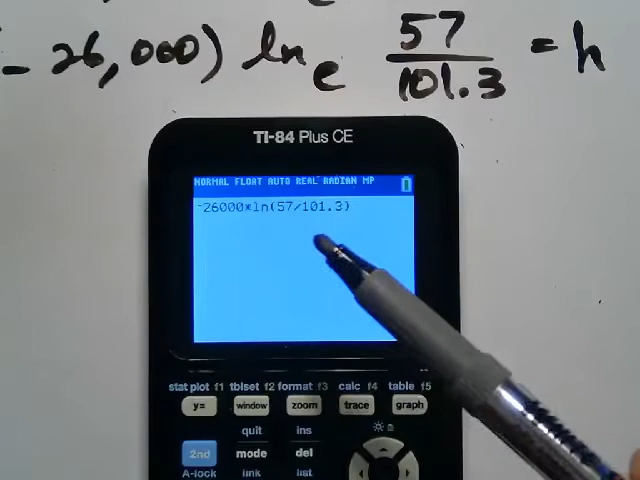 - 26,000) ln e 57/101.3 = h
TI-84 Plus CE
NORMAL FLOAT AUTO REAL RADIAN MP
-26000*ln(57/101.3)
stat plot f1 tblset f2 format f3 calc f4 table f5
y= window zoom trace graph
quit ins
2nd mode del
A-lock link list